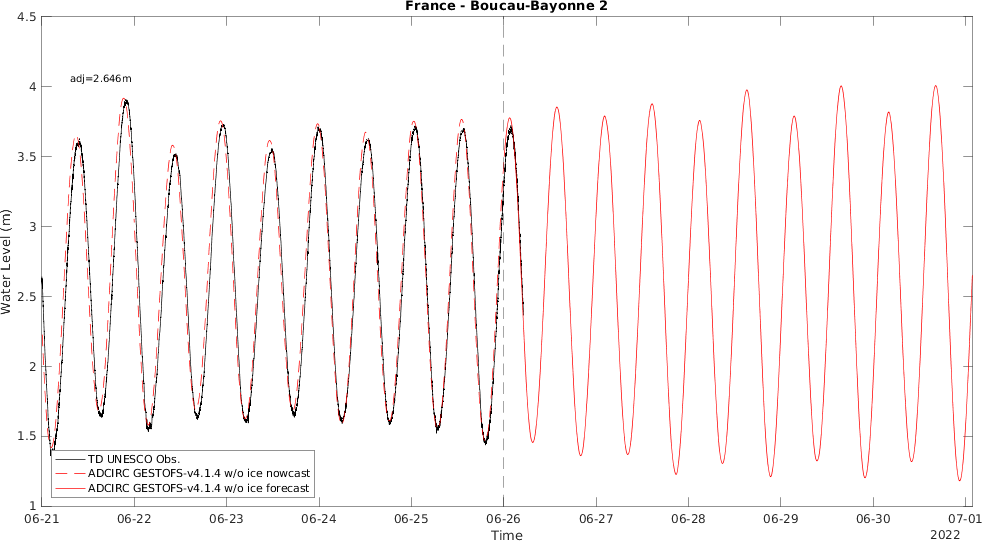 France - Boucau-Bayonne 2
4.5
4
3.5
3
2.5
2
1.5
1
Water Level (m)
adj=2.646m
TD UNESCO Obs.
ADCIRC GESTOFS-v4.1.4 w/o ice nowcast
ADCIRC GESTOFS-v4.1.4 w/o ice forecast
06-21 06-22 06-23 06-24 06-25 06-26 06-27 06-28 06-29 06-30 07-01
Time
2022